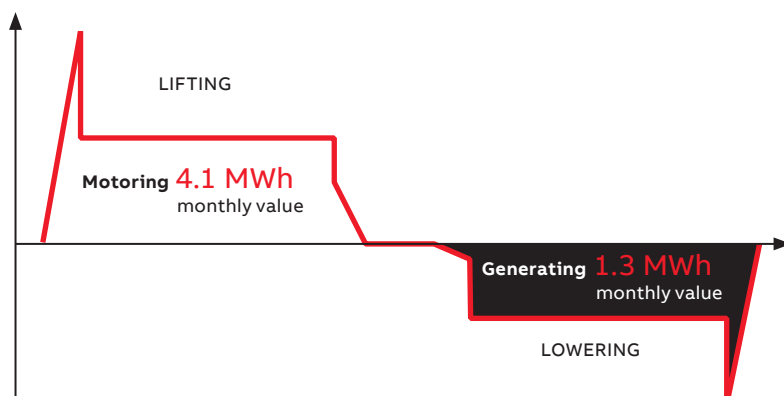 LIFTING
Motoring 4.1 MWh
monthly value
Generating 1.3 MWh
monthly value
LOWERING